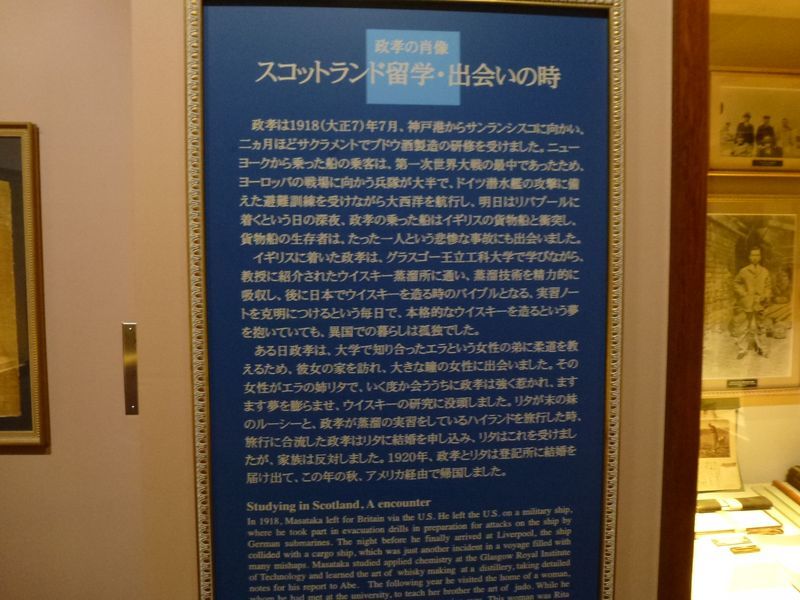 政孝の肖像
スコットランド留学・出会いの時
政孝は1918(大正7)年7月、神戸港からサンランシスコに向かい、
二ヵ月ほどサクラメントでブドウ酒製造の研修を受けました。ニュー
ヨークから乗った船の乗客は、第一次世界大戦の最中であったため、
ヨーロッパの戦場に向かう兵隊が大半で、ドイツ潜水艦の攻撃に備
えた避難訓練を受けながら大西洋を航行し、明日はリバプールに
着くという日の深夜、政孝の乗った船はイギリスの貨物船と衝突し、
貨物船の生存者は、たった一人という悲惨な事故にも出会いました。
イギリスに着いた政孝は、グラスゴー王立工科大学で学びながら、
教授に紹介されたウイスキー蒸溜所に通い、蒸溜技術を精力的に
吸収し、後に日本でウイスキーを造る時のバイブルとなる、実習ノー
トを克明につけるという毎日で、本格的なウイスキーを造るという夢
を抱いていても、異国での暮らしは孤独でした。
ある日政孝は、大学で知り合ったエラという女性の弟に柔道を教
えるため、彼女の家を訪れ、大きな瞳の女性に出会いました。その
女性がエラの姉リタで、いく度か会ううちに政孝は強く惹かれ、ます
ます夢を膨らませ、ウイスキーの研究に没頭しました。リタが末の妹
のルーシーと、政孝が蒸溜の実習をしているハイランドを旅行した時、
旅行に合流した政孝はリタに結婚を申し込み、リタはこれを受けまし
たが、家族は反対しました。1920年、政孝とリタは登記所に結婚を
届け出て、この年の秋、アメリカ経由で帰国しました。
Studying in Scotland, A encounter
In 1918, Masataka left for Britain via the U.S. He left the U.S. on a military ship,
where he took part in evacuation drills in preparation for attacks on the ship by
German submarines. The night before he finally arrived at Liverpool, the ship
collided with a cargo ship, which was just another incident in a voyage filled with
many mishaps. Masataka studied applied chemistry at the Glasgow Royal Institute
of Technology and learned the art of whisky making at a distillery, taking detailed
notes for his report to Abe. The following year he visited the home of a woman,
whom he had met at the university, to teach her brother the art of judo. While he
This woman was Rita